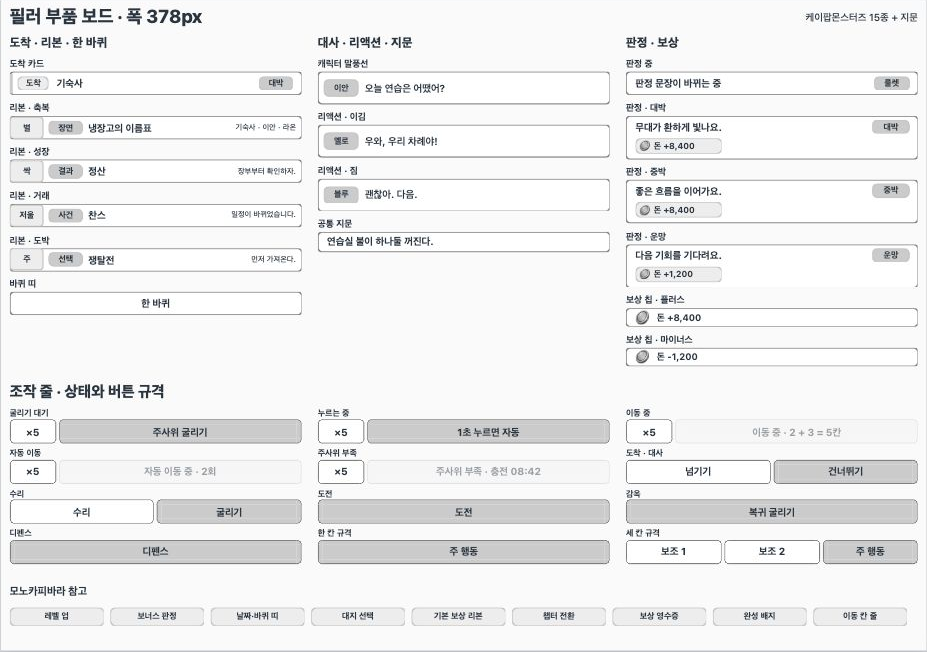 필러 부품 보드 · 폭 378px
케이팝몬스터즈 15종 + 지문
도착 · 리본 · 한 바퀴
도착 카드
도착 기숙사 대박
리본 · 축복
별 장면 냉장고의 이름표 기숙사 · 이안 · 라온
리본 · 성장
싹 결과 정산 장부부터 확인하자.
리본 · 거래
저울 사건 찬스 일정이 바뀌었습니다.
리본 · 도박
주 선택 쟁탈전 먼저 가져온다.
바퀴 띠
한 바퀴
대사 · 리액션 · 지문
캐릭터 말풍선
이안 오늘 연습은 어땠어?
리액션 · 이김
멜로 우와, 우리 차례야!
리액션 · 짐
블루 괜찮아. 다음.
공통 지문
연습실 불이 하나둘 꺼진다.
판정 · 보상
판정 중
판정 문장이 바뀌는 중 룰렛
판정 · 대박
무대가 환하게 빛나요. 대박
돈 +8,400
판정 · 중박
좋은 흐름을 이어가요. 중박
돈 +8,400
판정 · 운망
다음 기회를 기다려요. 운망
돈 +1,200
보상 칩 · 플러스
돈 +8,400
보상 칩 · 마이너스
돈 -1,200
조작 줄 · 상태와 버튼 규격
굴리기 대기
×5 주사위 굴리기
누르는 중
×5 1초 누르면 자동
이동 중
×5 이동 중 · 2 + 3 = 5칸
자동 이동
×5 자동 이동 중 · 2회
주사위 부족
×5 주사위 부족 · 충전 08:42
도착 · 대사
넘기기 건너뛰기
수리
수리 굴리기
도전
도전
감옥
복귀 굴리기
디펜스
디펜스
한 칸 규격
주 행동
세 칸 규격
보조 1 보조 2 주 행동
모노카피바라 참고
레벨 업 보너스 판정 날짜·바퀴 띠 대지 선택 기본 보상 리본 챕터 전환 보상 영수증 완성 배지 이동 칸 줄